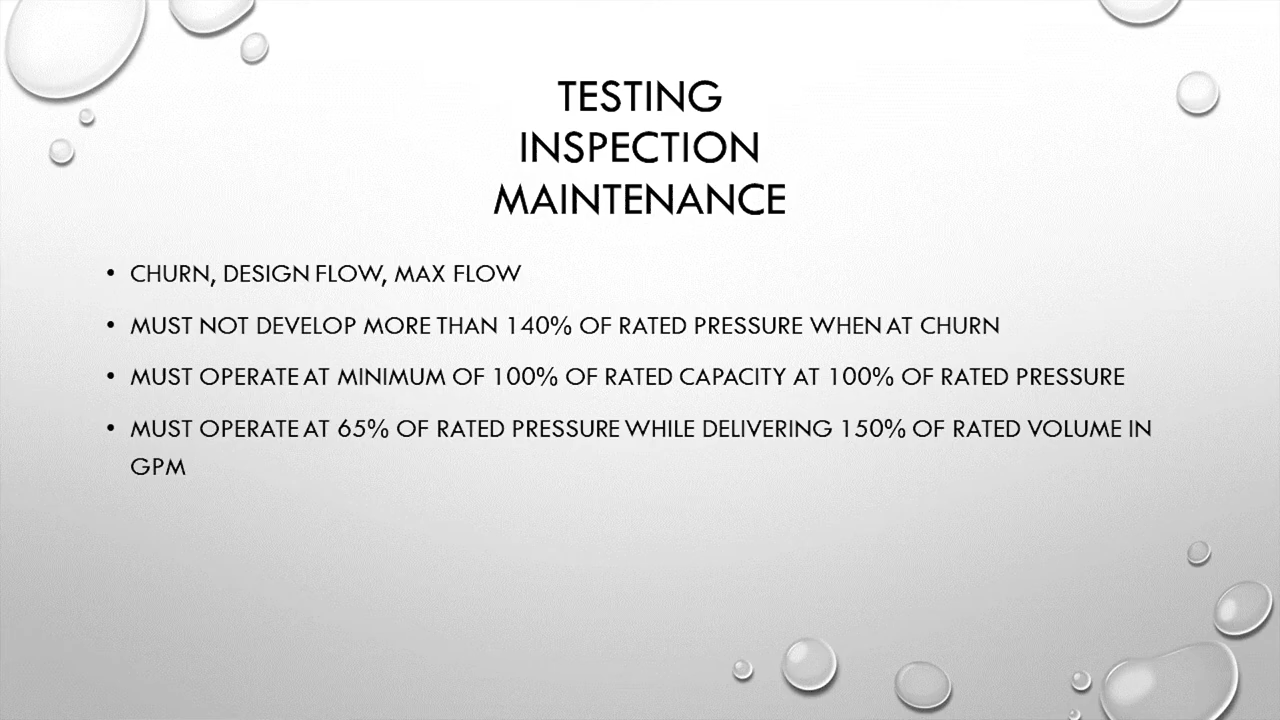 TESTING
INSPECTION
MAINTENANCE
• CHURN, DESIGN FLOW, MAX FLOW
• MUST NOT DEVELOP MORE THAN 140% OF RATED PRESSURE WHEN AT CHURN
• MUST OPERATE AT MINIMUM OF 100% OF RATED CAPACITY AT 100% OF RATED PRESSURE
• MUST OPERATE AT 65% OF RATED PRESSURE WHILE DELIVERING 150% OF RATED VOLUME IN
GPM